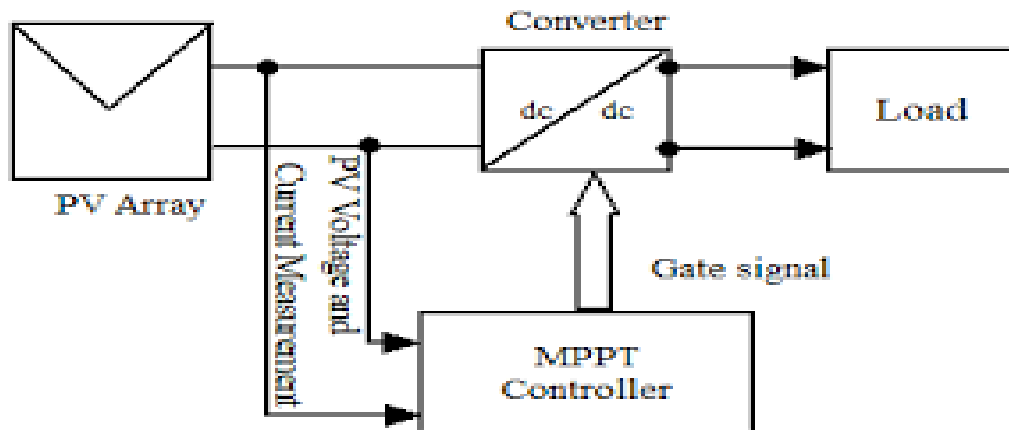 Converter
dc
dc
Load
PV Array
PV Voltage and
Current Measurement
Gate signal
MPPT
Controller